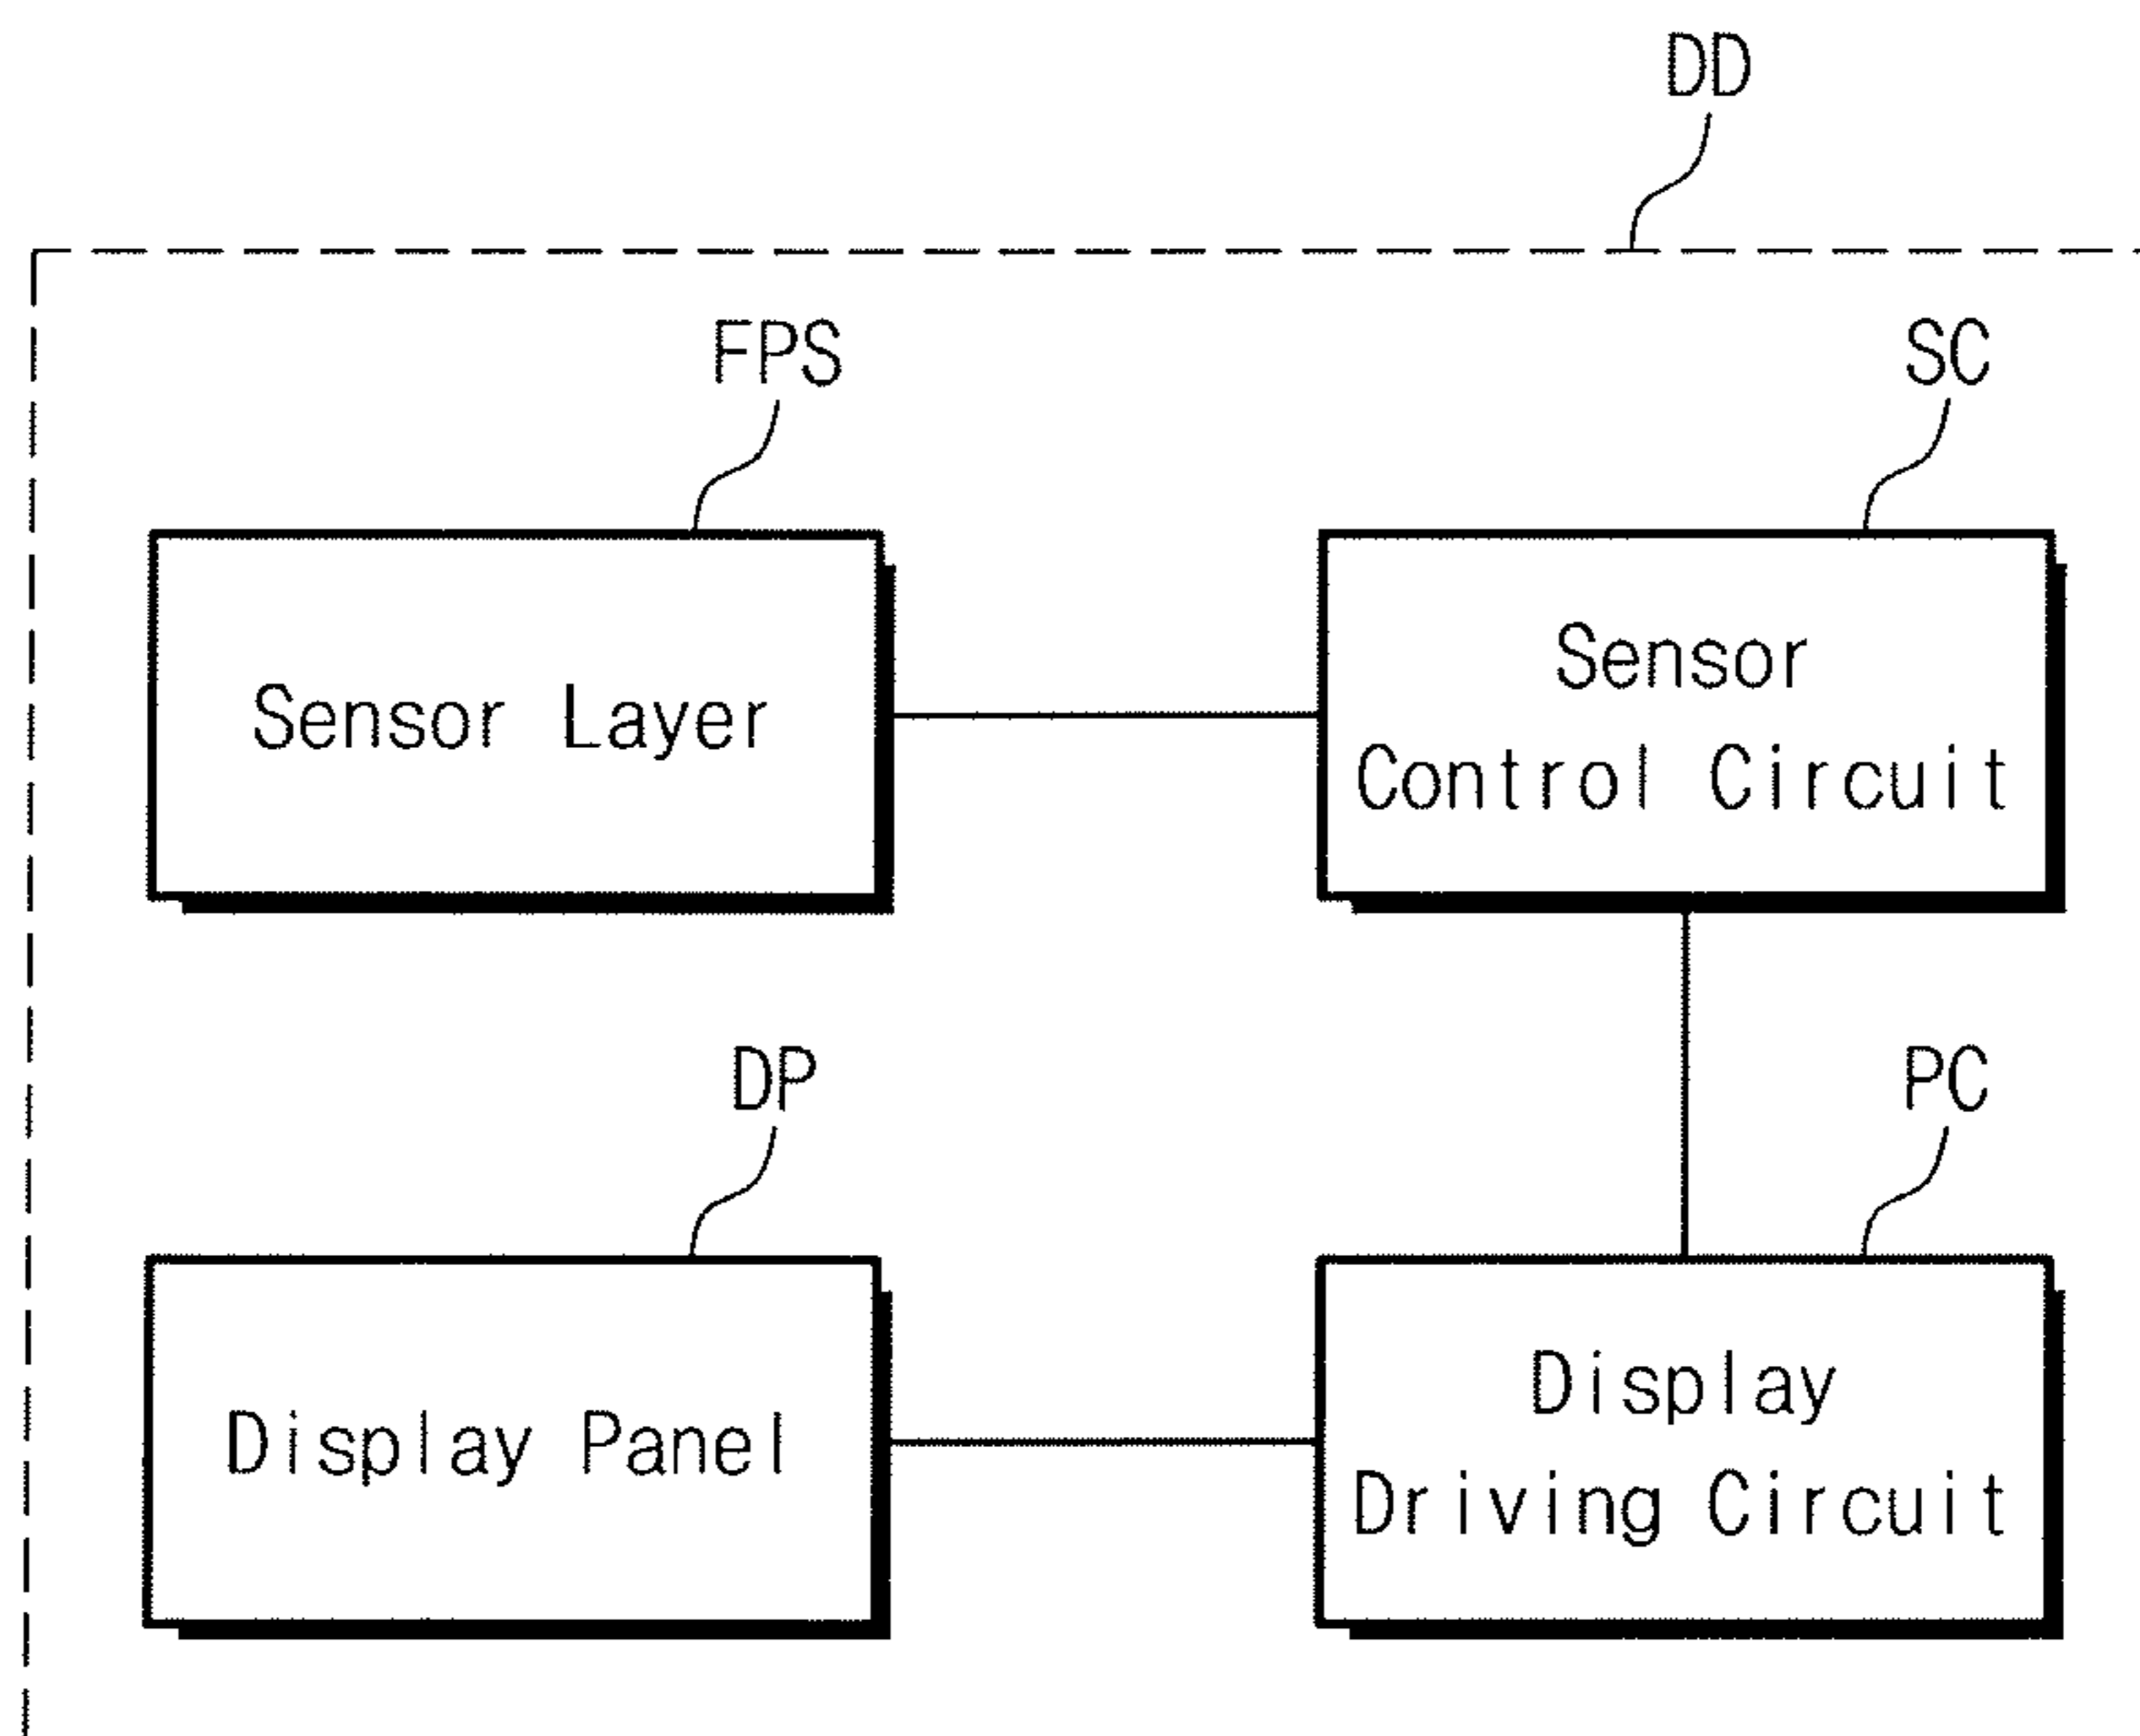 DD
FPS
SC
Sensor Layer
Sensor
Control Circuit
DP
PC
Display Panel
Display
Driving Circuit